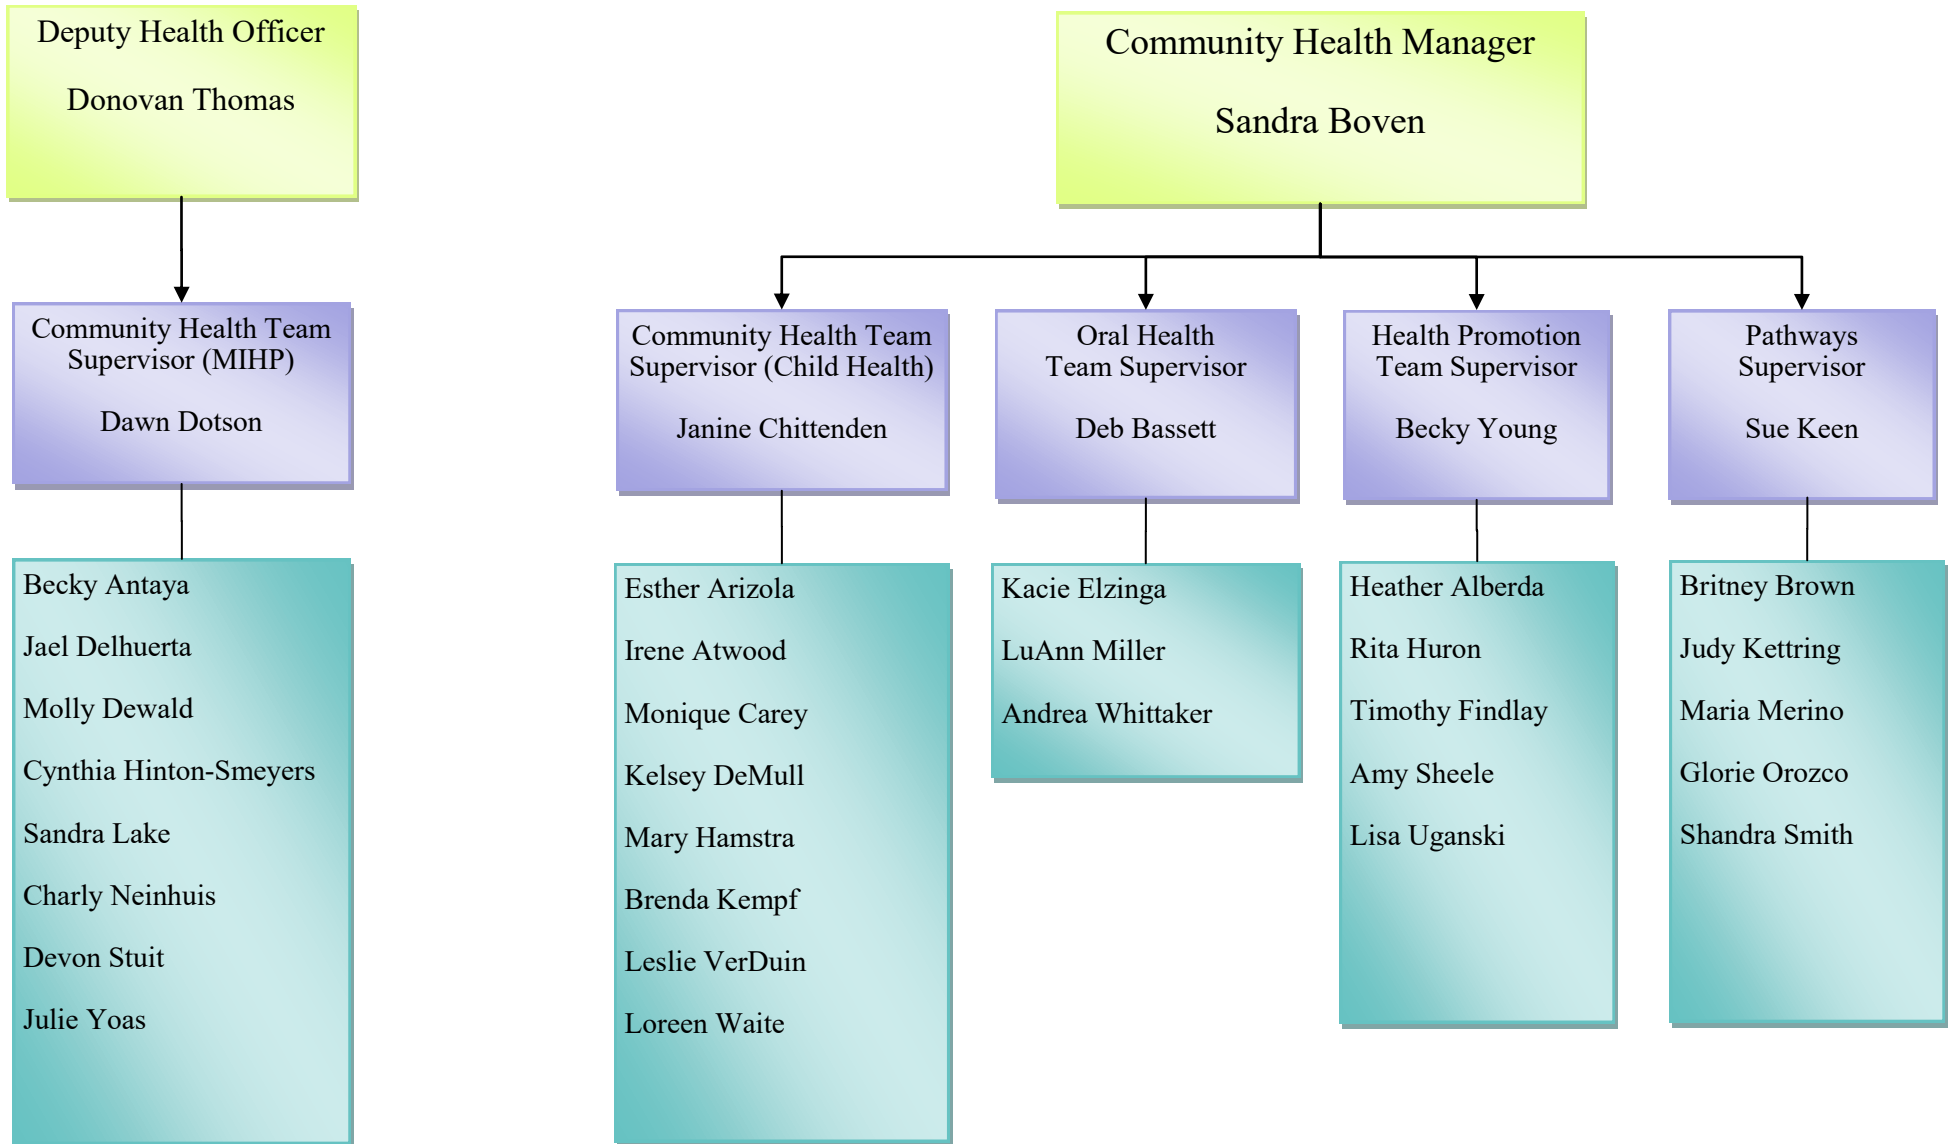 Deputy Health Officer
Donovan Thomas
Community Health Manager
Sandra Boven
Community Health Team
Supervisor (MIHP)
Dawn Dotson
Community Health Team
Supervisor (Child Health)
Janine Chittenden
Oral Health
Team Supervisor
Deb Bassett
Health Promotion
Team Supervisor
Becky Young
Pathways
Supervisor
Sue Keen
Becky Antaya
Jael Delhuerta
Molly Dewald
Cynthia Hinton-Smeyers
Sandra Lake
Charly Neinhuis
Devon Stuit
Julie Yoas
Esther Arizola
Irene Atwood
Monique Carey
Kelsey DeMull
Mary Hamstra
Brenda Kempf
Leslie VerDuin
Loreen Waite
Kacie Elzinga
LuAnn Miller
Andrea Whittaker
Heather Alberda
Rita Huron
Timothy Findlay
Amy Sheele
Lisa Uganski
Britney Brown
Judy Kettring
Maria Merino
Glorie Orozco
Shandra Smith